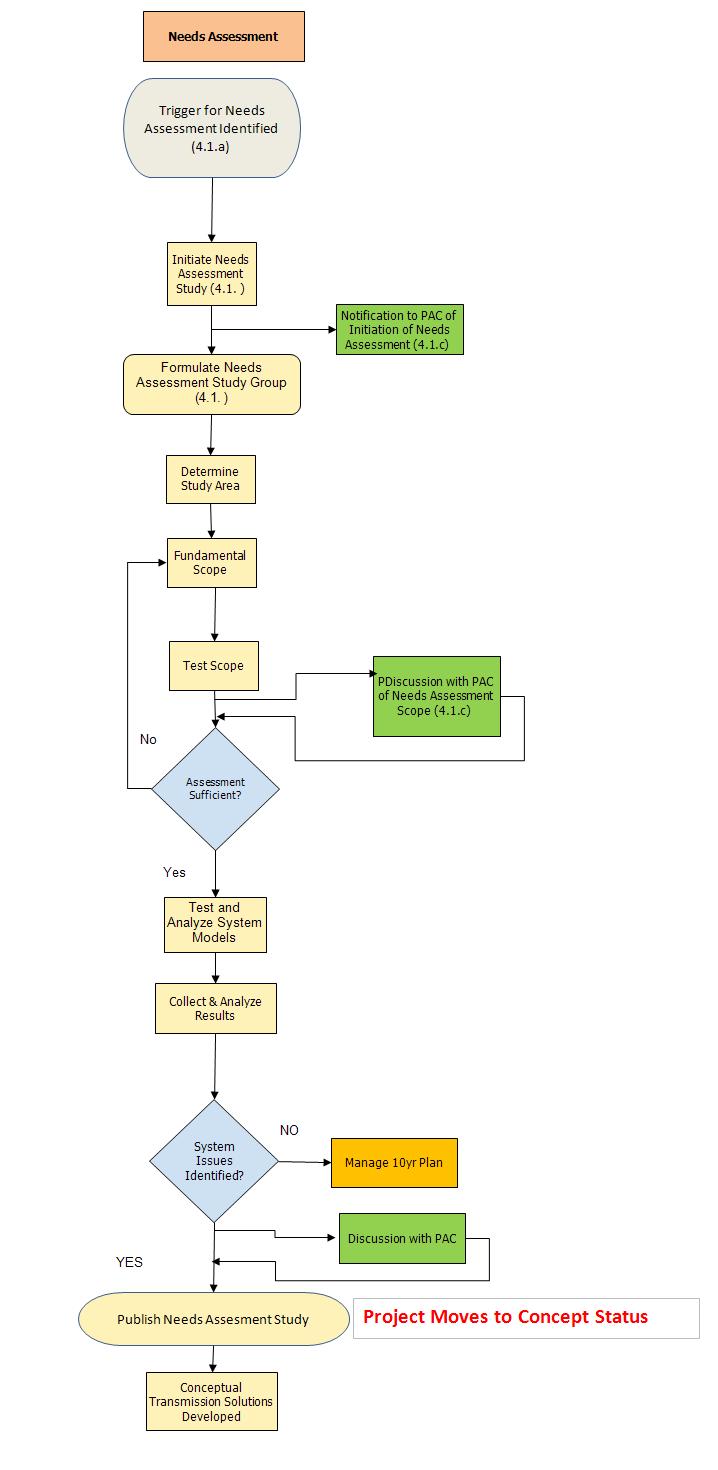 Needs Assessment
Trigger for Needs
Assessment Identified
(4.1.a)
Initiate Needs
Assessment
Study (4.1. )
Notification to PAC of
Initiation of Needs
Assessment (4.1.c)
Formulate Needs
Assessment Study Group
(4.1. )
Determine
Study Area
Fundamental
Scope
Test Scope
PDiscussion with PAC
of Needs Assessment
Scope (4.1.c)
No
Assessment
Sufficient?
Yes
Test and
Analyze System
Models
Collect & Analyze
Results
NO
System
Issues
Identified?
Manage 10yr Plan
Discussion with PAC
YES
Publish Needs Assesment Study
Project Moves to Concept Status
Conceptual
Transmission Solutions
Developed